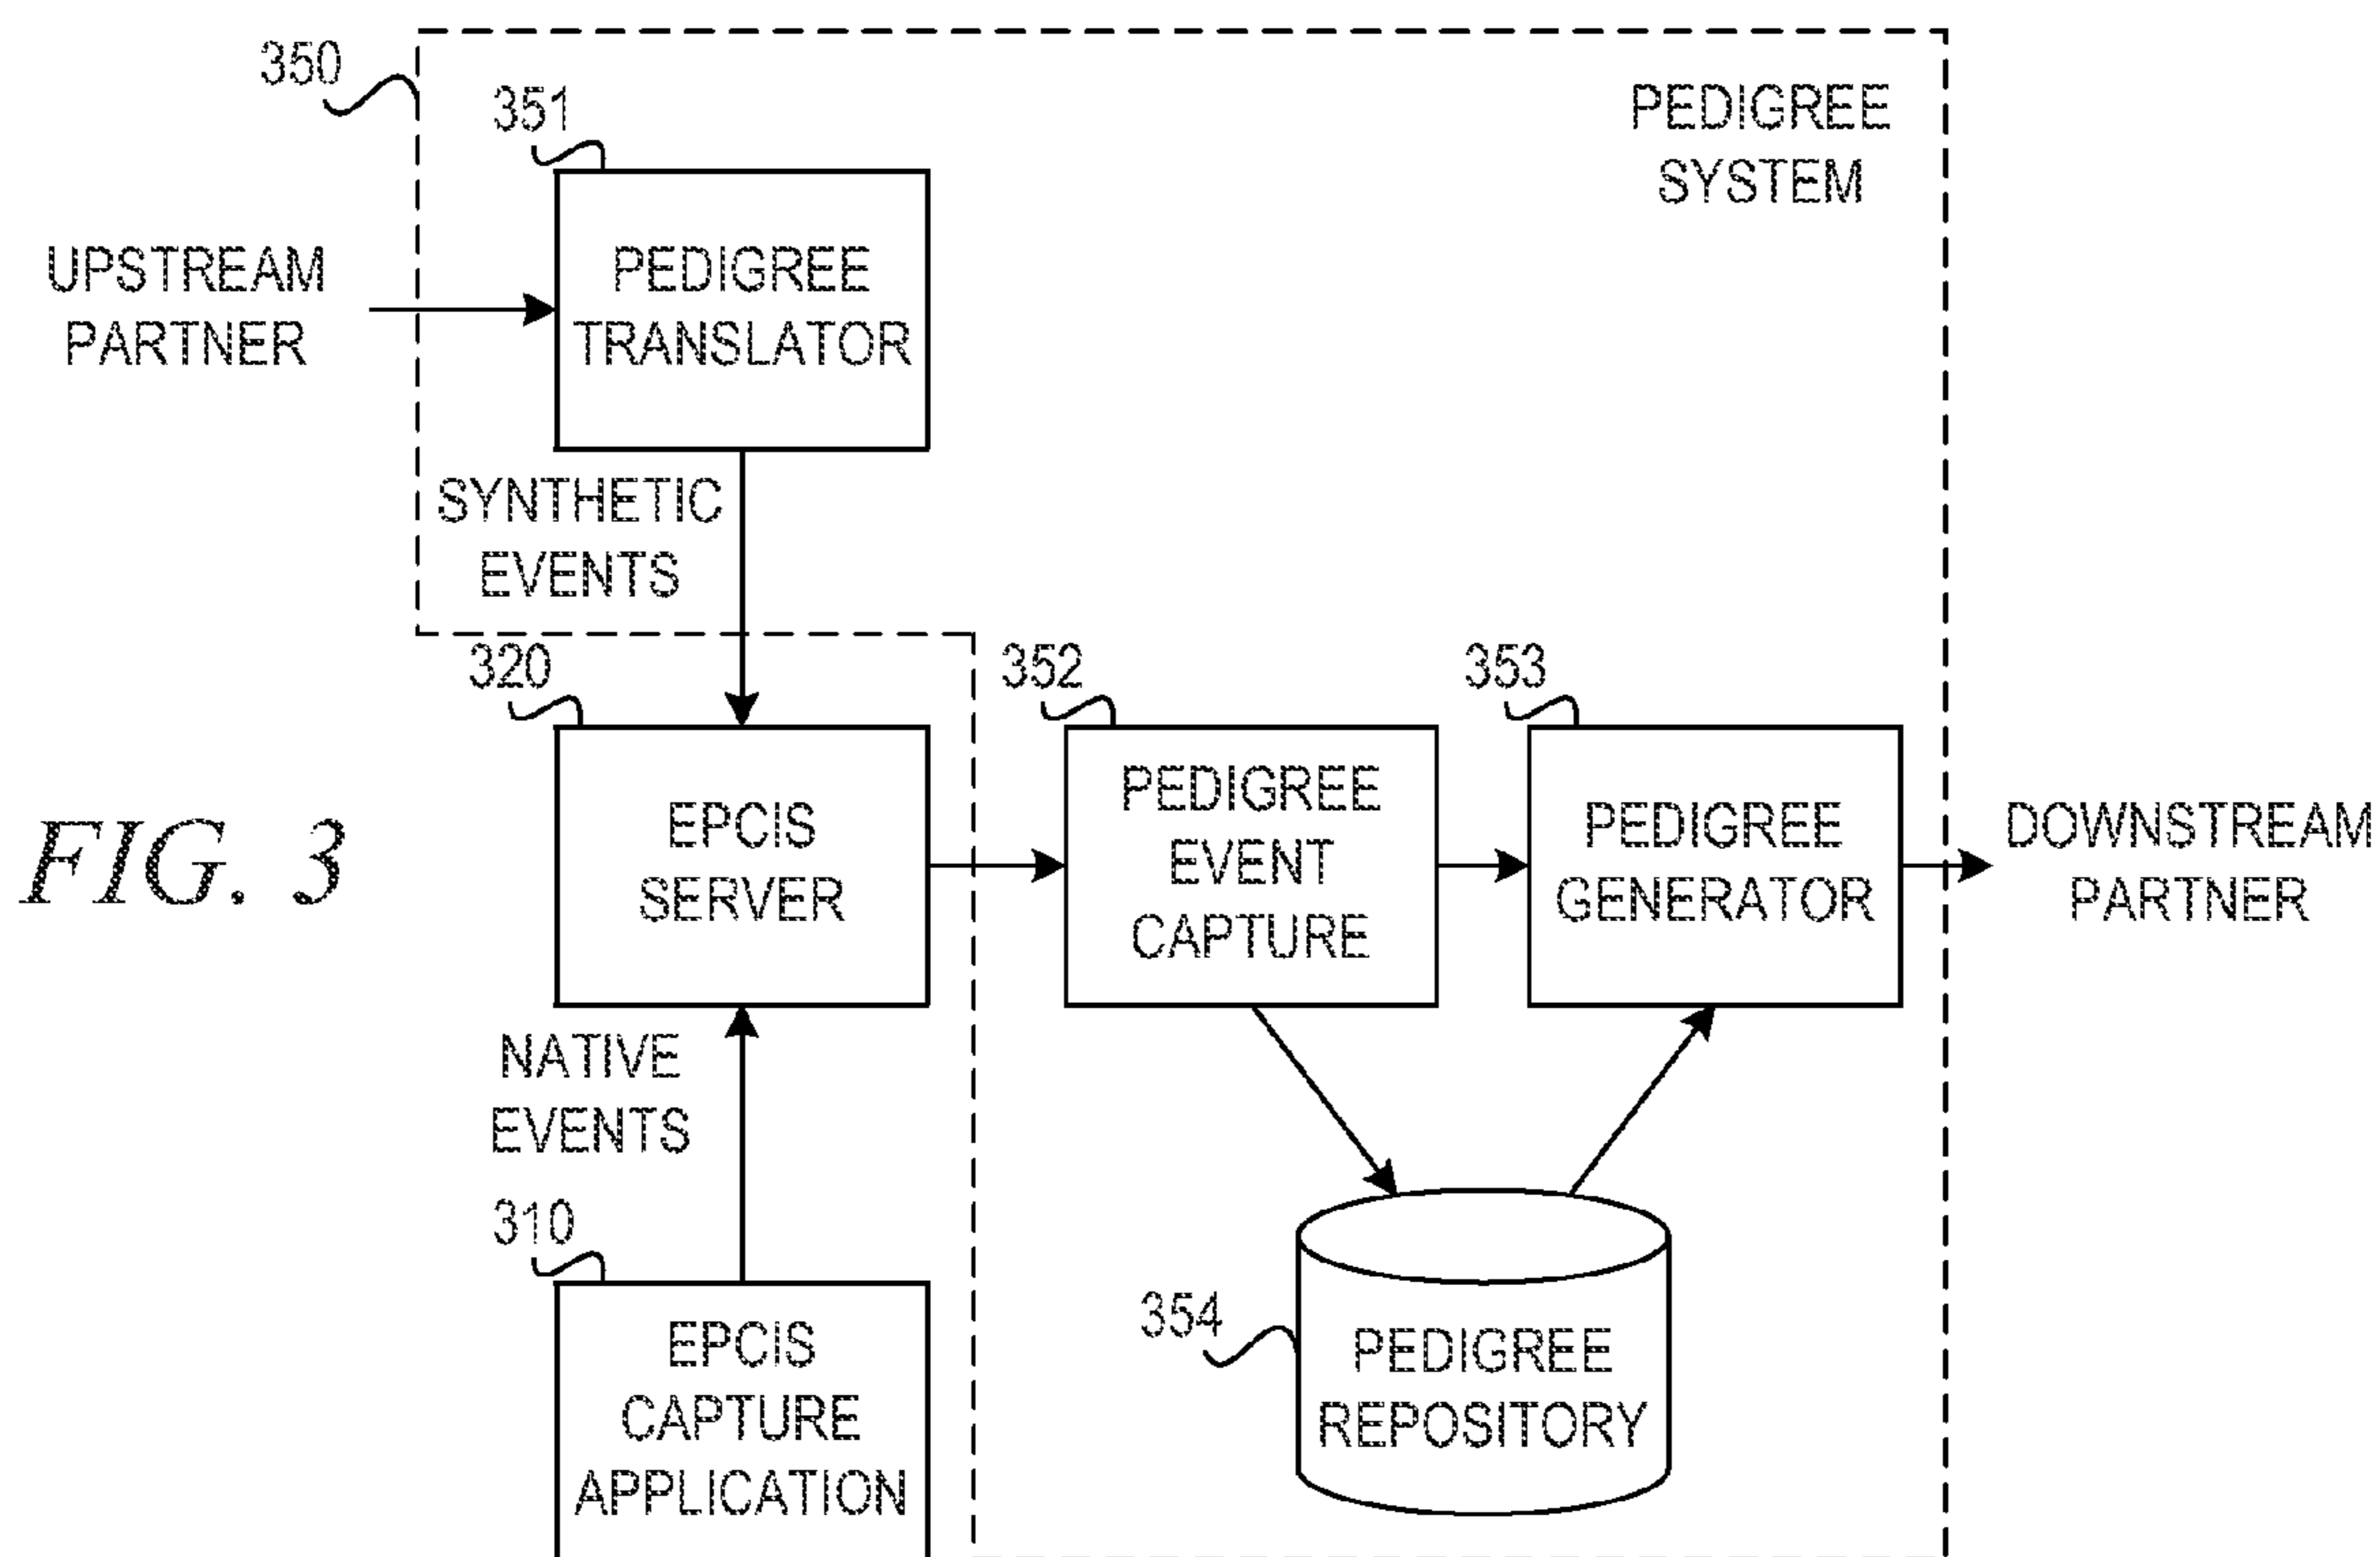 350
PEDIGREE
SYSTEM
351
PEDIGREE
TRANSLATOR
UPSTREAM
PARTNER
SYNTHETIC
EVENTS
320
EPCIS
SERVER
352
PEDIGREE
EVENT
CAPTURE
353
PEDIGREE
GENERATOR
DOWNSTREAM
PARTNER
FIG. 3
NATIVE
EVENTS
310
EPCIS
CAPTURE
APPLICATION
354
PEDIGREE
REPOSITORY